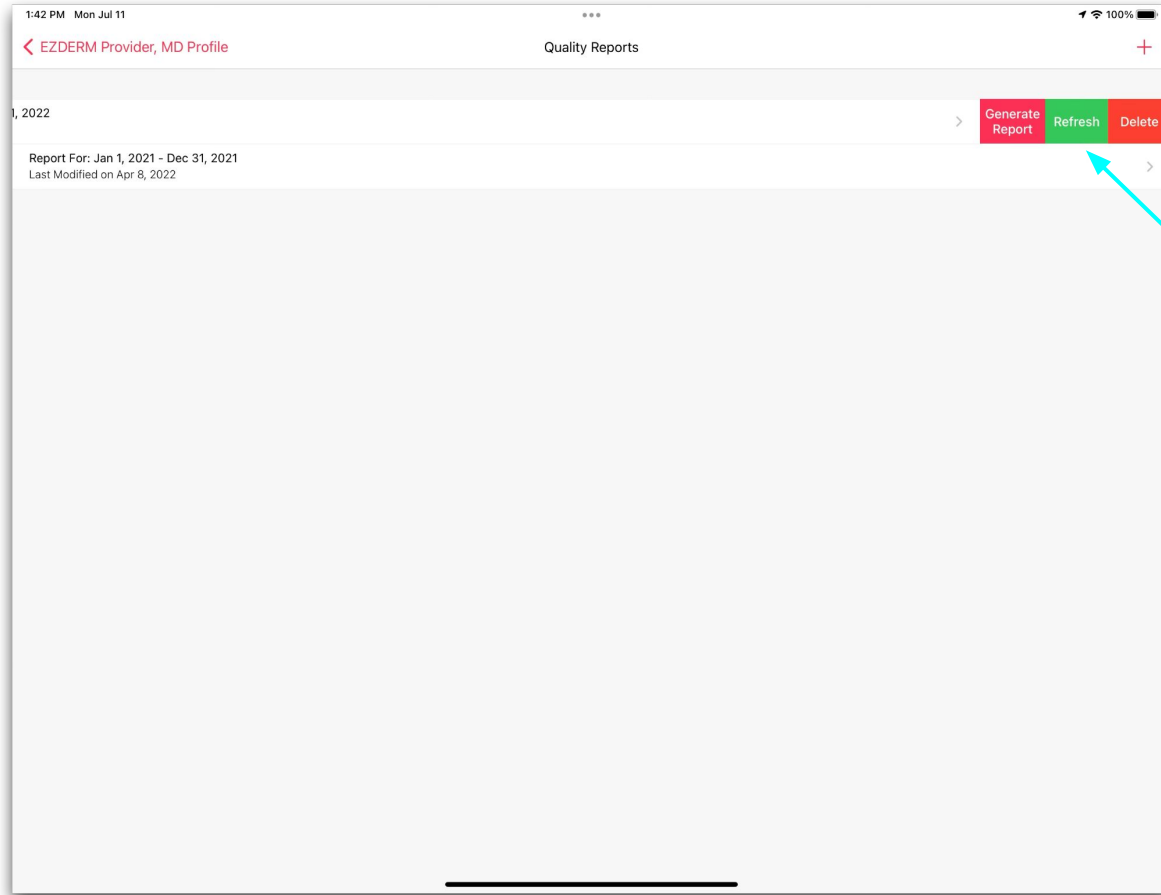 1:42 PM Mon Jul 11
100%
EZDERM Provider, MD Profile
Quality Reports
, 2022
Generate
Report
Refresh
Delete
Report For: Jan 1, 2021 - Dec 31, 2021
Last Modified on Apr 8, 2022